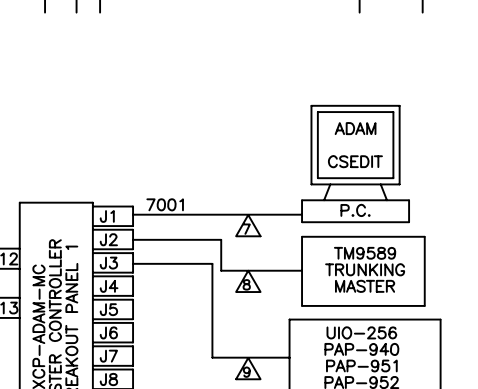 ADAM
CSEDIT
P.C.
7001
7
J1
J2
J3
J4
J5
J6
J7
J8
12
13
XCP-ADAM-MC
STER CONTROLLER
EAKOUT PANEL 1
TM9589
TRUNKING
MASTER
8
UIO-256
PAP-940
PAP-951
PAP-952
9